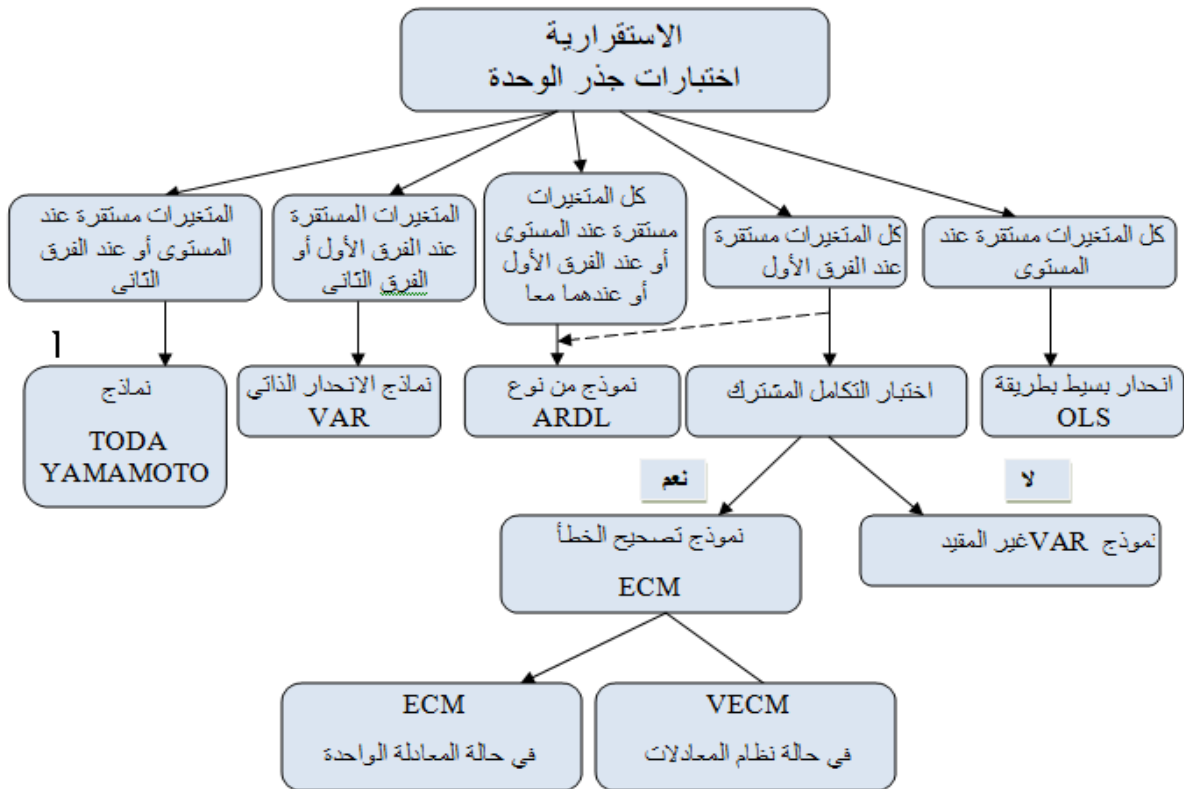 الاستقرارية
اختبارات جذر الوحدة
كل المتغيرات مستقرة عند
المستوى
كل المتغيرات مستقرة
عند الفرق الأول
كل المتغيرات
مستقرة عند المستوى
أو عند الفرق الأول
أو عندهما معا
المتغيرات المستقرة
عند الفرق الأول أو
الفرق الثانى
المتغيرات مستقرة عند
المستوى أو عند الفرق
الثانى
انحدار بسيط بطريقة
OLS
اختبار التكامل المشترك
نموذج من نوع
ARDL
نماذج الانحدار الذاتي
VAR
1
نماذج
TODA
YAMAMOTO
لا
نعم
نموذج VARغير المقيد
نموذج تصحيح الخطأ
ECM
VECM
في حالة نظام المعادلات
ECM
في حالة المعادلة الواحدة